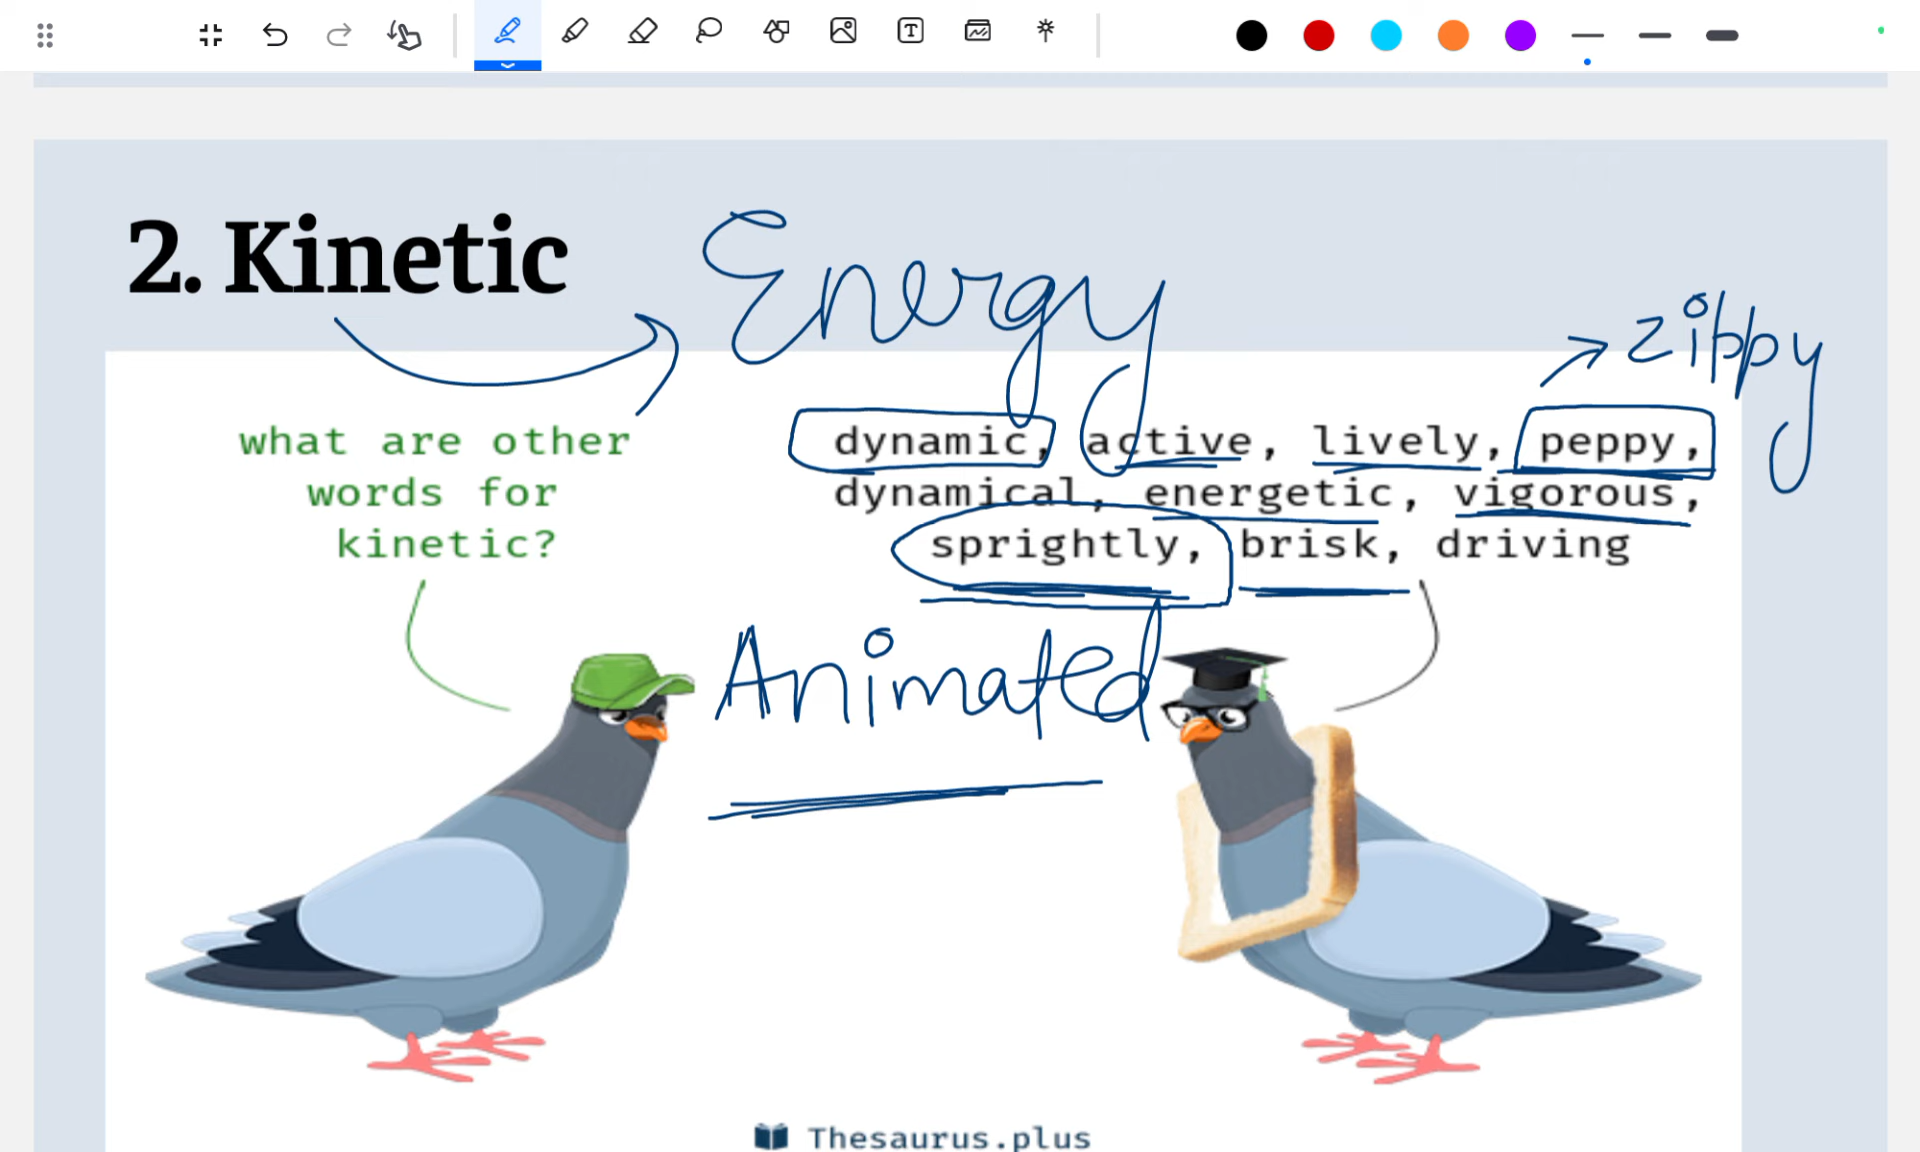 2. Kinetic
Energy
zippy
what are other
words for
kinetic?
dynamic, active, lively, peppy,
dynamical, energetic, vigorous,
sprightly, brisk, driving
Animated
Thesaurus.plus